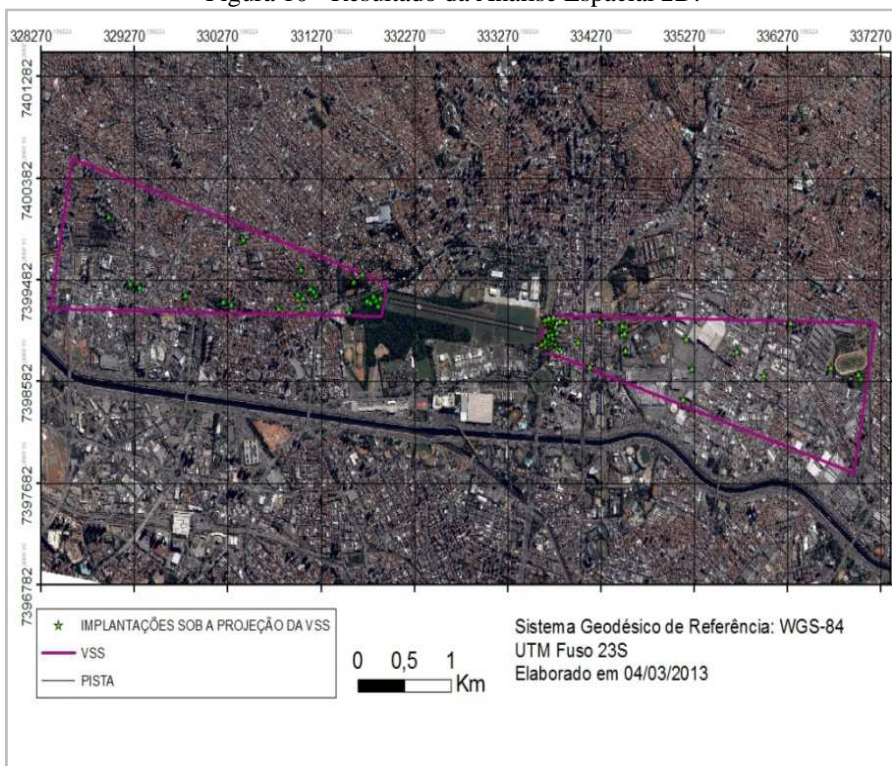 328270 329270 330270 331270 332270 333270 334270 335270 336270 337270
7401282
7400382
7399482
7398582
7397682
7396782
IMPLANTAÇÕES SOB A PROJEÇÃO DA VSS
VSS
PISTA
0 0,5 1
Km
Sistema Geodésico de Referência: WGS-84
UTM Fuso 23S
Elaborado em 04/03/2013